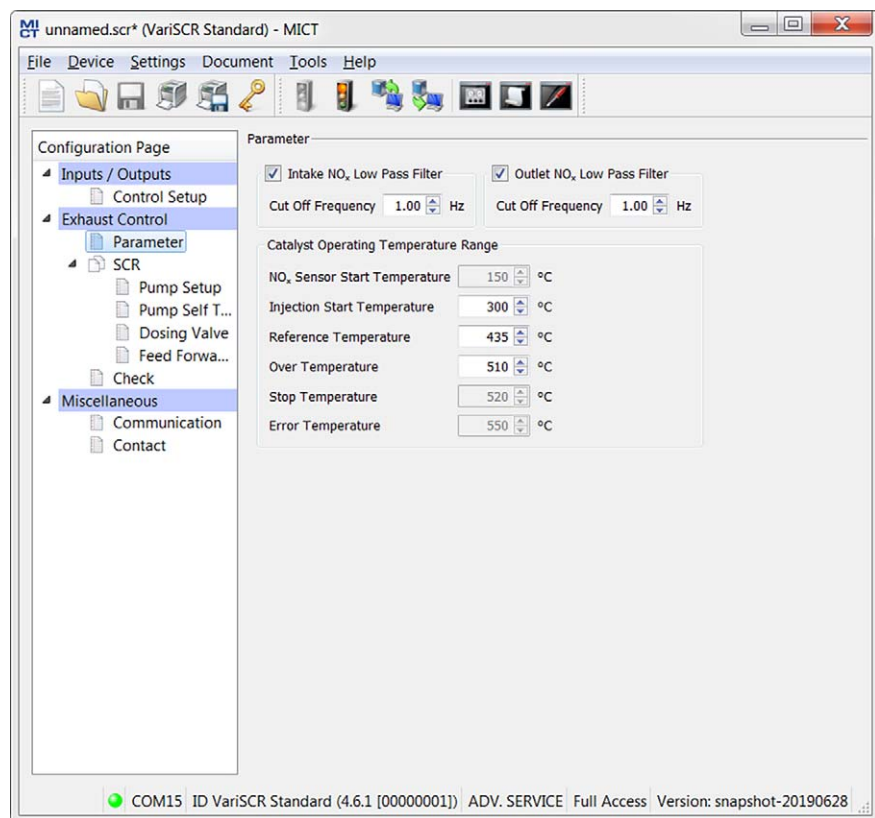 MICT unnamed.scr* (VariSCR Standard) - MICT
File Device Settings Document Tools Help
Configuration Page
Inputs / Outputs
Control Setup
Exhaust Control
Parameter
SCR
Pump Setup
Pump Self T...
Dosing Valve
Feed Forwa...
Check
Miscellaneous
Communication
Contact
Parameter
Intake NOx Low Pass Filter Outlet NOx Low Pass Filter
Cut Off Frequency 1.00 Hz Cut Off Frequency 1.00 Hz
Catalyst Operating Temperature Range
NOx Sensor Start Temperature 150 °C
Injection Start Temperature 300 °C
Reference Temperature 435 °C
Over Temperature 510 °C
Stop Temperature 520 °C
Error Temperature 550 °C
COM15 ID VariSCR Standard (4.6.1 [00000001]) ADV. SERVICE Full Access Version: snapshot-20190628